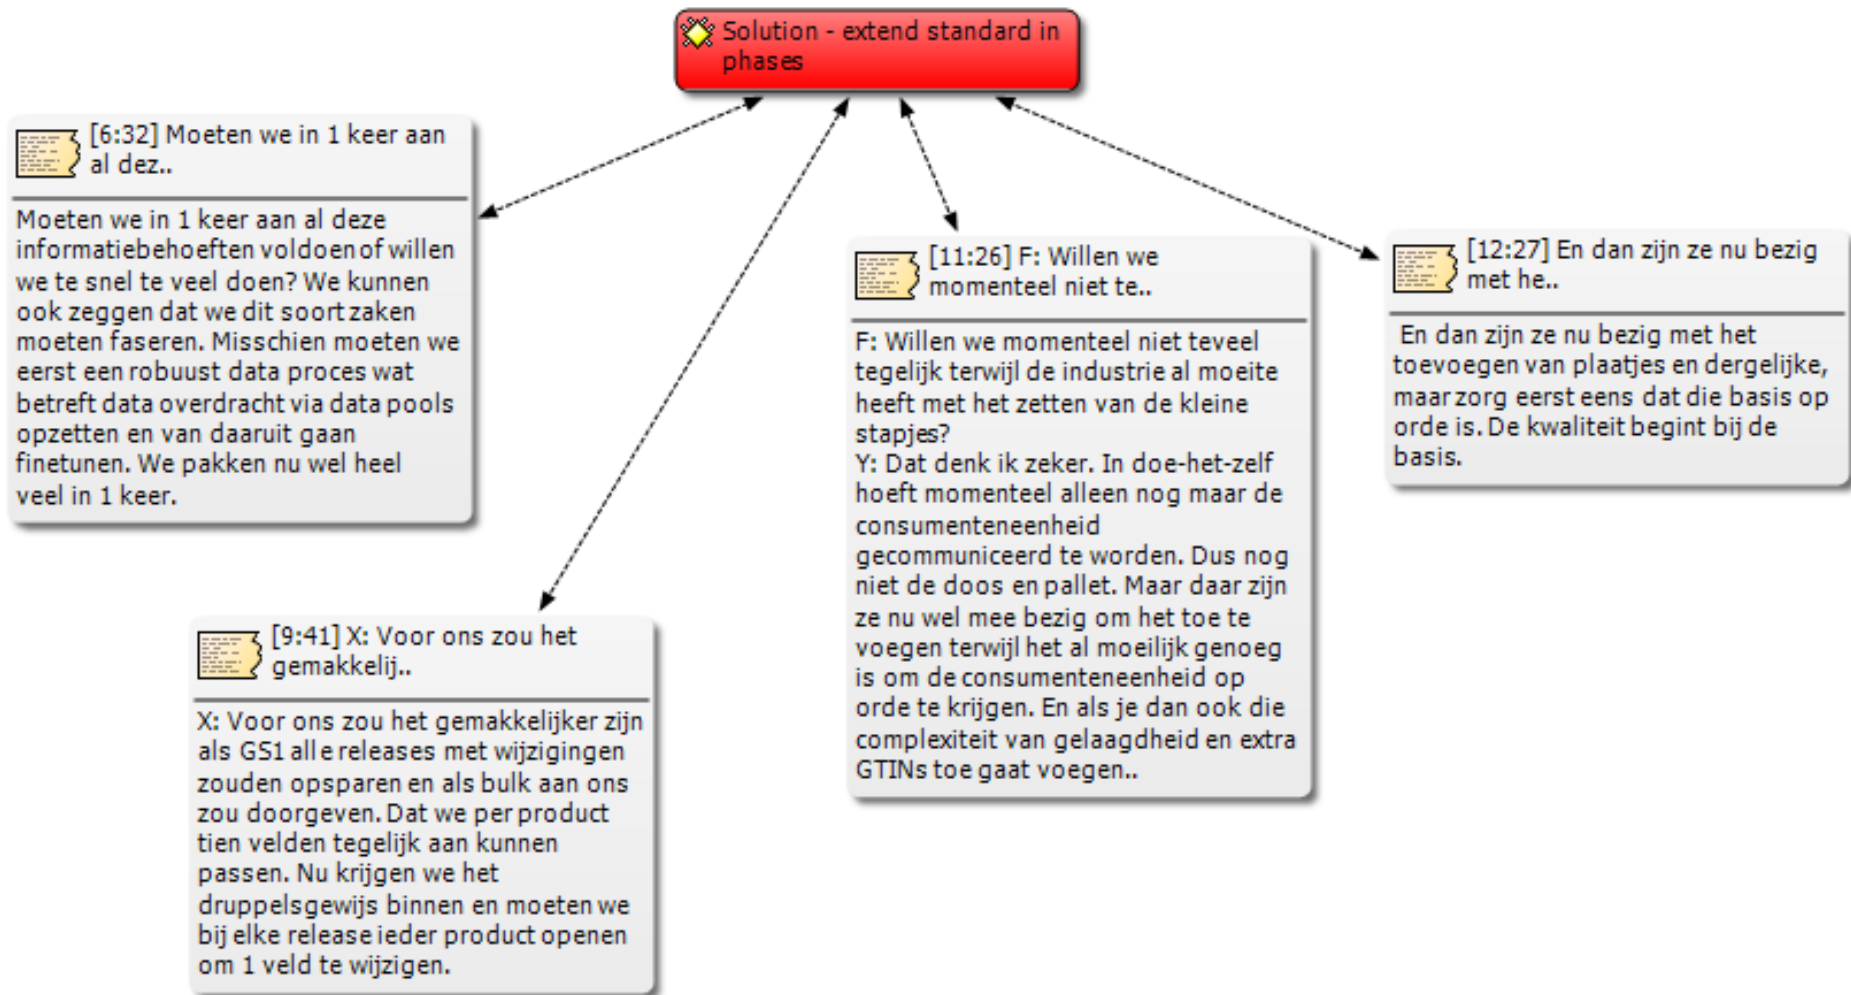 Solution - extend standard in
phases
[6:32] Moeten we in 1 keer aan
al dez..
Moeten we in 1 keer aan al deze
informatiebehoeften voldoen of willen
we te snel te veel doen? We kunnen
ook zeggen dat we dit soort zaken
moeten faseren. Misschien moeten we
eerst een robuust data proces wat
betreft data overdracht via data pools
opzetten en van daaruit gaan
finetunen. We pakken nu wel heel
veel in 1 keer.
[9:41] X: Voor ons zou het
gemakkelij..
X: Voor ons zou het gemakkelijker zijn
als GS1 alle releases met wijzigingen
zouden opsparen en als bulk aan ons
zou doorgeven. Dat we per product
tien velden tegelijk aan kunnen
passen. Nu krijgen we het
druppelsgewijs binnen en moeten we
bij elke release ieder product openen
om 1 veld te wijzigen.
[11:26] F: Willen we
momenteel niet te..
F: Willen we momenteel niet teveel
tegelijk terwijl de industrie al moeite
heeft met het zetten van de kleine
stapjes?
Y: Dat denk ik zeker. In doe-het-zelf
hoeft momenteel alleen nog maar de
consumenteneenheid
gecommuniceerd te worden. Dus nog
niet de doos en pallet. Maar daar zijn
ze nu wel mee bezig om het toe te
voegen terwijl het al moeilijk genoeg
is om de consumenteneenheid op
orde te krijgen. En als je dan ook die
complexiteit van gelaagdheid en extra
GTINs toe gaat voegen..
[12:27] En dan zijn ze nu bezig
met he..
En dan zijn ze nu bezig met het
toevoegen van plaatjes en dergelijke,
maar zorg eerst eens dat die basis op
orde is. De kwaliteit begint bij de
basis.